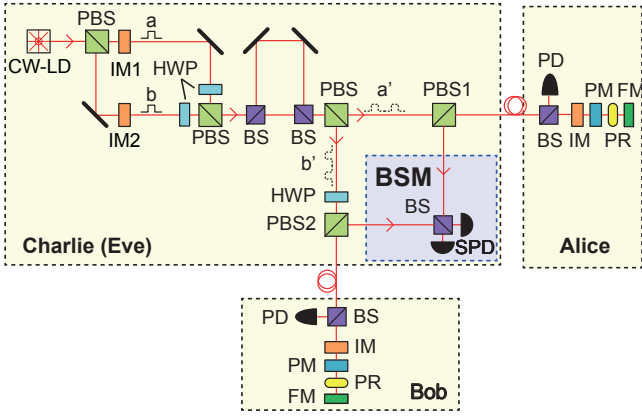 PBS
a
CW-LD
IM1
HWP
b
IM2
PBS
BS
BS
PBS
a'
PBS1
b'
HWP
PBS2
BSM
BS
SPD
Charlie (Eve)
PD
BS
IM
PM
FM
PR
Alice
PD
BS
IM
PM
PR
FM
Bob